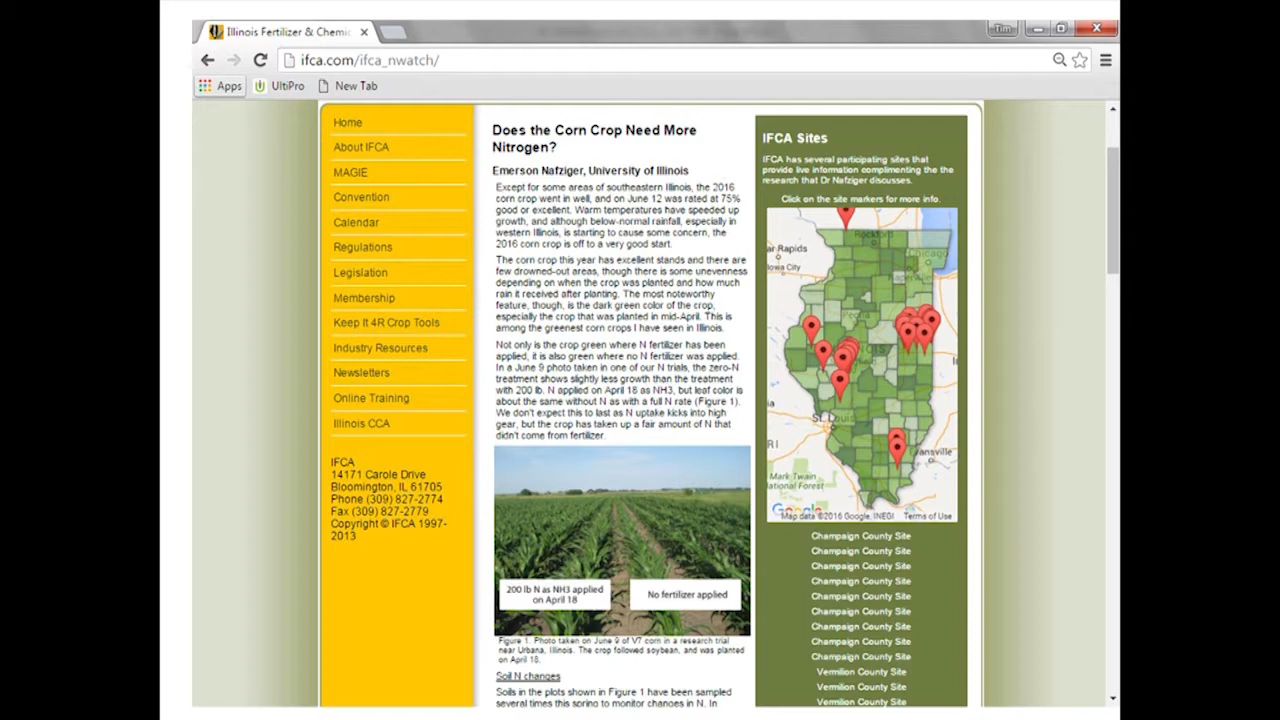 Illinois Fertilizer & Chemic
Tim
ifca.com/ifca_nwatch/
Apps
UltiPro
New Tab
Home
About IFCA
MAGIE
Convention
Calendar
Regulations
Legislation
Membership
Keep It 4R Crop Tools
Industry Resources
Newsletters
Online Training
Illinois CCA
IFCA
14171 Carole Drive
Bloomington, IL 61705
Phone (309) 827-2774
Fax (309) 827-2779
Copyright © IFCA 1997-
2013
Does the Corn Crop Need More
Nitrogen?
Emerson Nafziger, University of Illinois
Except for some areas of southeastern Illinois, the 2016
corn crop went in well, and on June 12 was rated at 75%
good or excellent. Warm temperatures have speeded up
growth, and although below-normal rainfall, especially in
western Illinois, is starting to cause some concern, the
2016 corn crop is off to a very good start.
The corn crop this year has excellent stands and there are
few drowned-out areas, though there is some unevenness
depending on when the crop was planted and how much
rain it received after planting. The most noteworthy
feature, though, is the dark green color of the crop,
especially the crop that was planted in mid-April. This is
among the greenest corn crops I have seen in Illinois.
Not only is the crop green where N fertilizer has been
applied, it is also green where no N fertilizer was applied.
In a June 9 photo taken in one of our N trials, the zero-N
treatment shows slightly less growth than the treatment
with 200 lb. N applied on April 18 as NH3, but leaf color is
about the same without N as with a full N rate (Figure 1).
We don't expect this to last as N uptake kicks into high
gear, but the crop has taken up a fair amount of N that
didn't come from fertilizer.
200 lb N as NH3 applied
on April 18
No fertilizer applied
Figure 1. Photo taken on June 9 of V7 corn in a research trial
near Urbana, Illinois. The crop followed soybean, and was planted
on April 18.
Soil N changes
Soils in the plots shown in Figure 1 have been sampled
several times this spring to monitor changes in N. In
IFCA Sites
IFCA has several participating sites that
provide live information complimenting the the
research that Dr Nafziger discusses.
Click on the site markers for more info.
Rockford
Chicago
ar Rapids
Iowa City
Peoria
St. Louis
Evansville
Mark Twain
National Forest
Google
Map data ©2016 Google, INEGI
Terms of Use
Champaign County Site
Champaign County Site
Champaign County Site
Champaign County Site
Champaign County Site
Champaign County Site
Champaign County Site
Champaign County Site
Champaign County Site
Vermilion County Site
Vermilion County Site
Vermilion County Site